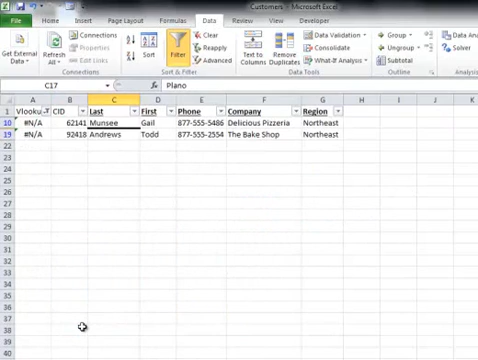 Customers - Microsoft Excel
File Home Insert Page Layout Formulas Data Review View Developer
Get External Data Refresh All Connections Properties Edit Links Connections
Sort Filter Clear Reapply Advanced Sort & Filter
Text to Columns Remove Duplicates Data Validation Consolidate What-If Analysis Data Tools
Group Ungroup Subtotal Outline
Solver
C17 fx Plano
A B C D E F G H I J K
1 Vlooku CID Last First Phone Company Region
10 #N/A 62141 Munsee Gail 877-555-5486 Delicious Pizzeria Northeast
19 #N/A 92418 Andrews Todd 877-555-2554 The Bake Shop Northeast
22
23
24
25
26
27
28
29
30
31
32
33
34
35
36
37
38
39
40